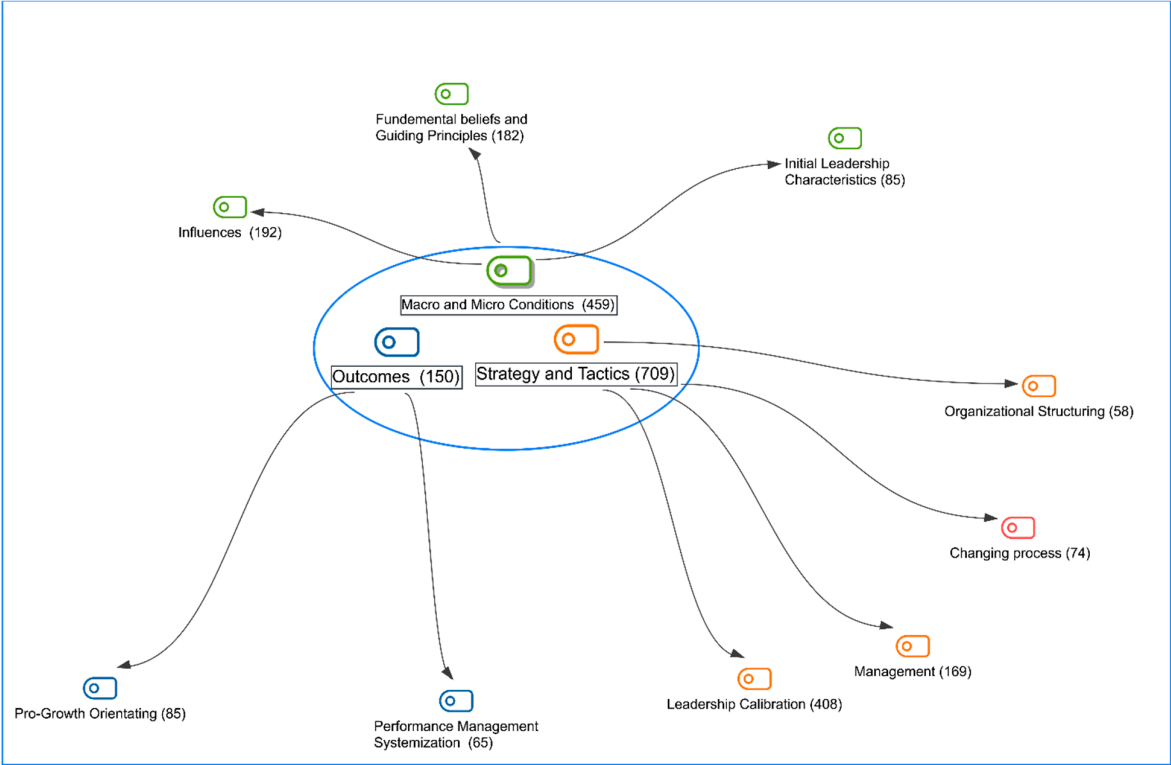 Fundemental beliefs and
Guiding Principles (182)
Initial Leadership
Characteristics (85)
Influences (192)
Macro and Micro Conditions (459)
Outcomes (150)
Strategy and Tactics (709)
Organizational Structuring (58)
Changing process (74)
Management (169)
Leadership Calibration (408)
Pro-Growth Orientating (85)
Performance Management
Systemization (65)